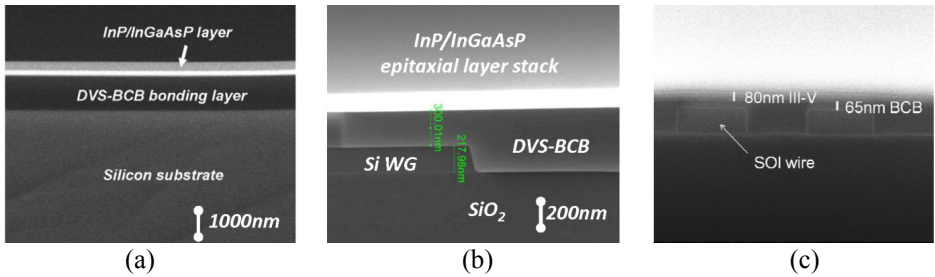 InP/InGaAsP layer
DVS-BCB bonding layer
Silicon substrate
1000nm
(a)
InP/InGaAsP
epitaxial layer stack
300.01nm
217.98nm
Si WG
DVS-BCB
SiO₂
200nm
(b)
80nm III-V
65nm BCB
SOI wire
(c)